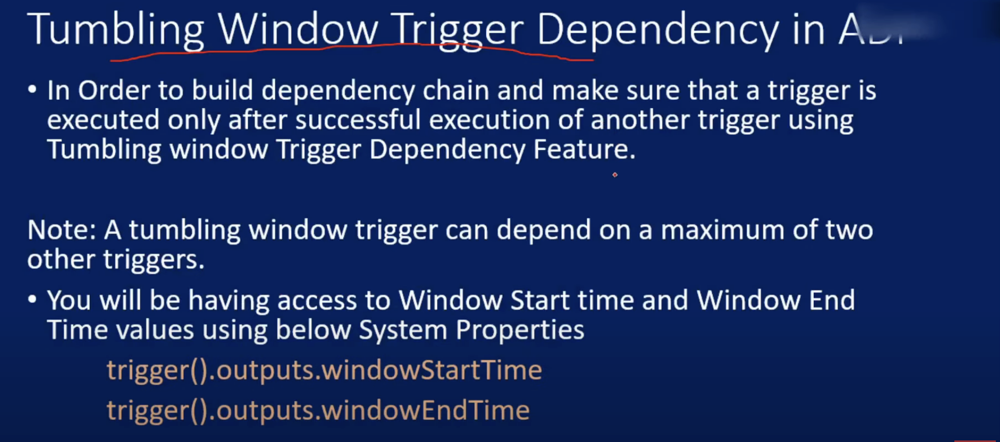 Tumbling Window Trigger Dependency in
• In Order to build dependency chain and make sure that a trigger is
executed only after successful execution of another trigger using
Tumbling window Trigger Dependency Feature.
Note: A tumbling window trigger can depend on a maximum of two
other triggers.
• You will be having access to Window Start time and Window End
Time values using below System Properties
trigger().outputs.windowStartTime
trigger().outputs.windowEndTime